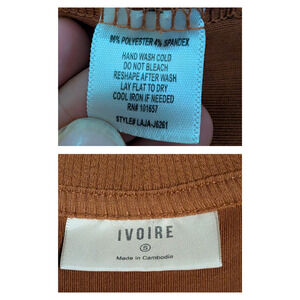 96% POLYESTER 4% SPANDEX
HAND WASH COLD
DO NOT BLEACH
RESHAPE AFTER WASH
LAY FLAT TO DRY
COOL IRON IF NEEDED
RN# 101657
STYLE# LAJA-J6261
IVOIRE
S
Made in Cambodia